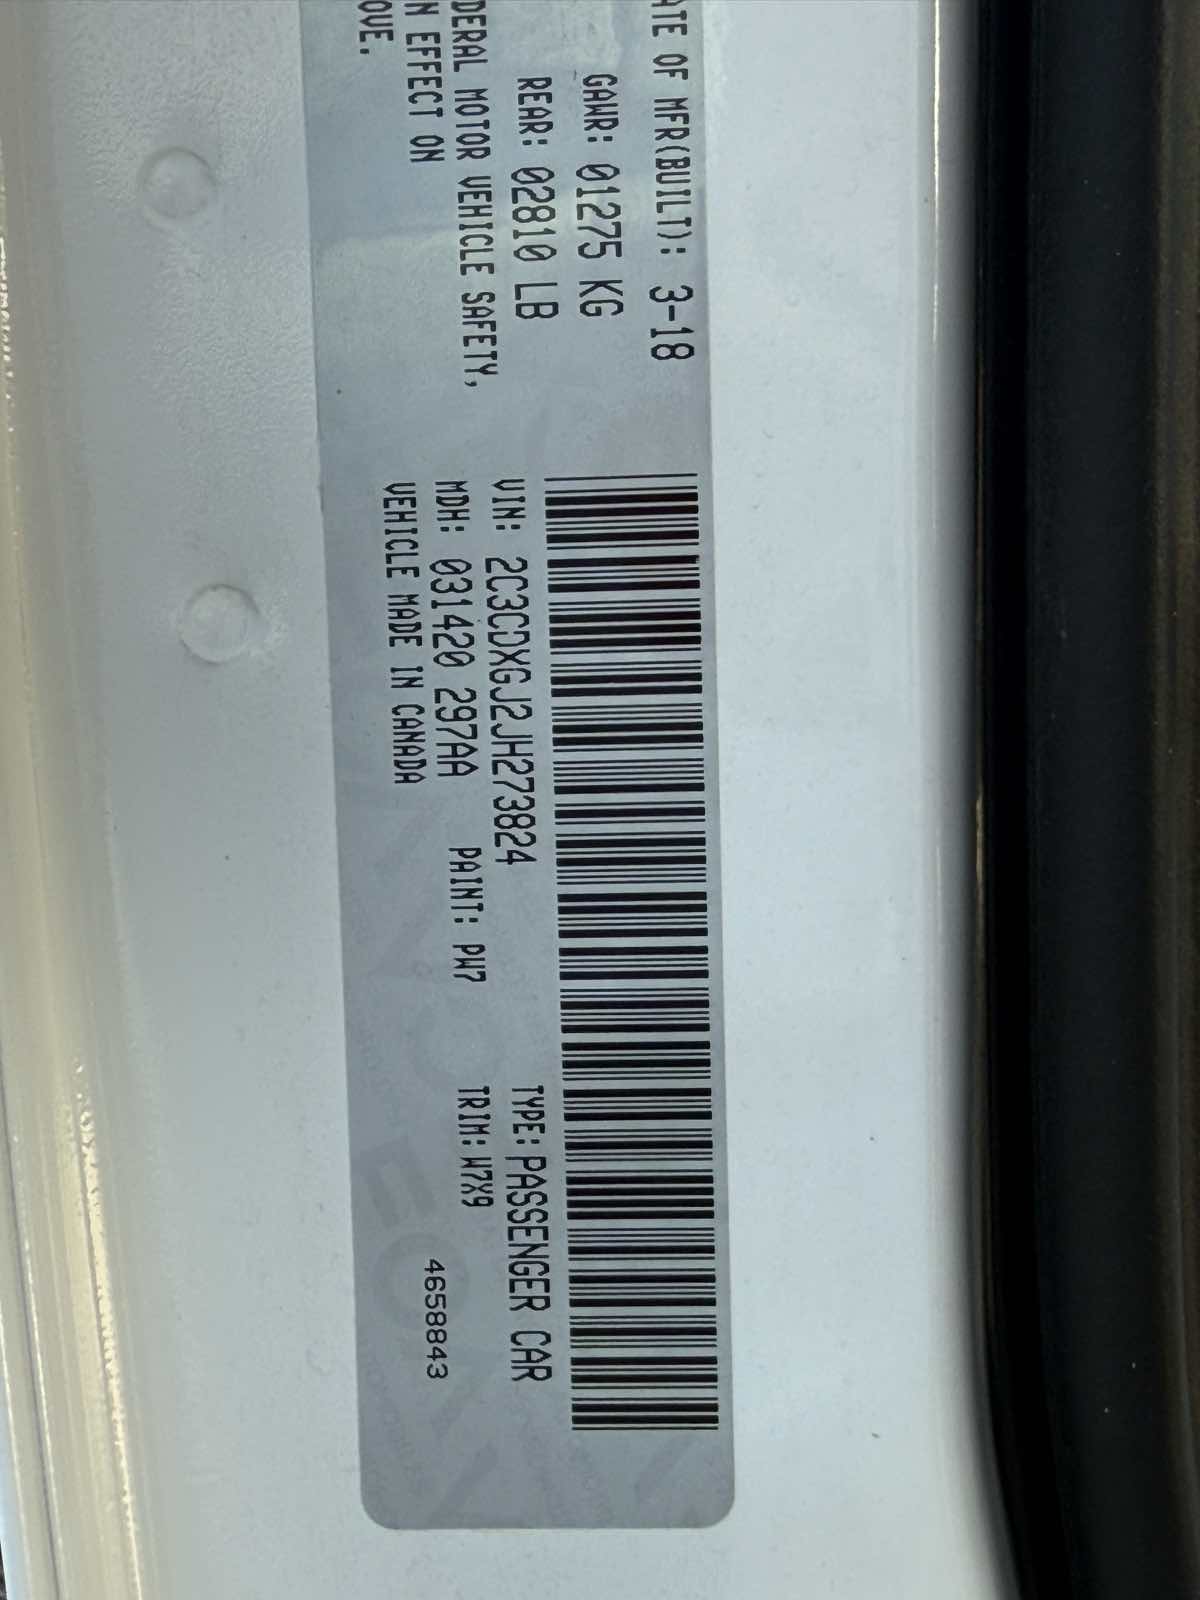 ATE OF MFR(BUILT): 3-18
GAWR: 01275 KG
REAR: 02810 LB
DERAL MOTOR VEHICLE SAFETY,
N EFFECT ON
OVE.
VIN: 2C3CDXGJ2JH273824
TYPE: PASSENGER CAR
MDH: 031420 297AA
PAINT: PW7
TRIM: W7X9
VEHICLE MADE IN CANADA
4658843